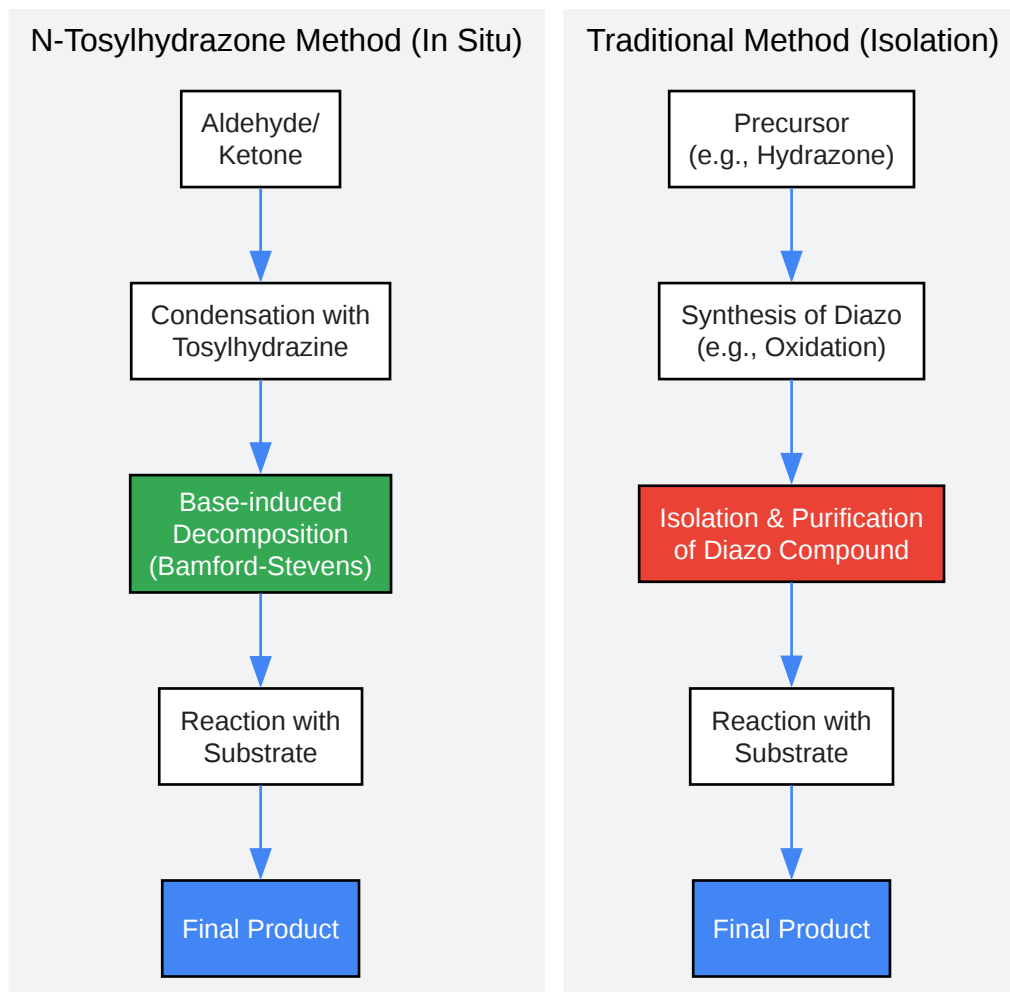 N-Tosylhydrazone Method (In Situ)
Aldehyde/
Ketone
Condensation with
Tosylhydrazine
Base-induced
Decomposition
(Bamford-Stevens)
Reaction with
Substrate
Final Product
Traditional Method (Isolation)
Precursor
(e.g., Hydrazone)
Synthesis of Diazo
(e.g., Oxidation)
Isolation & Purification
of Diazo Compound
Reaction with
Substrate
Final Product